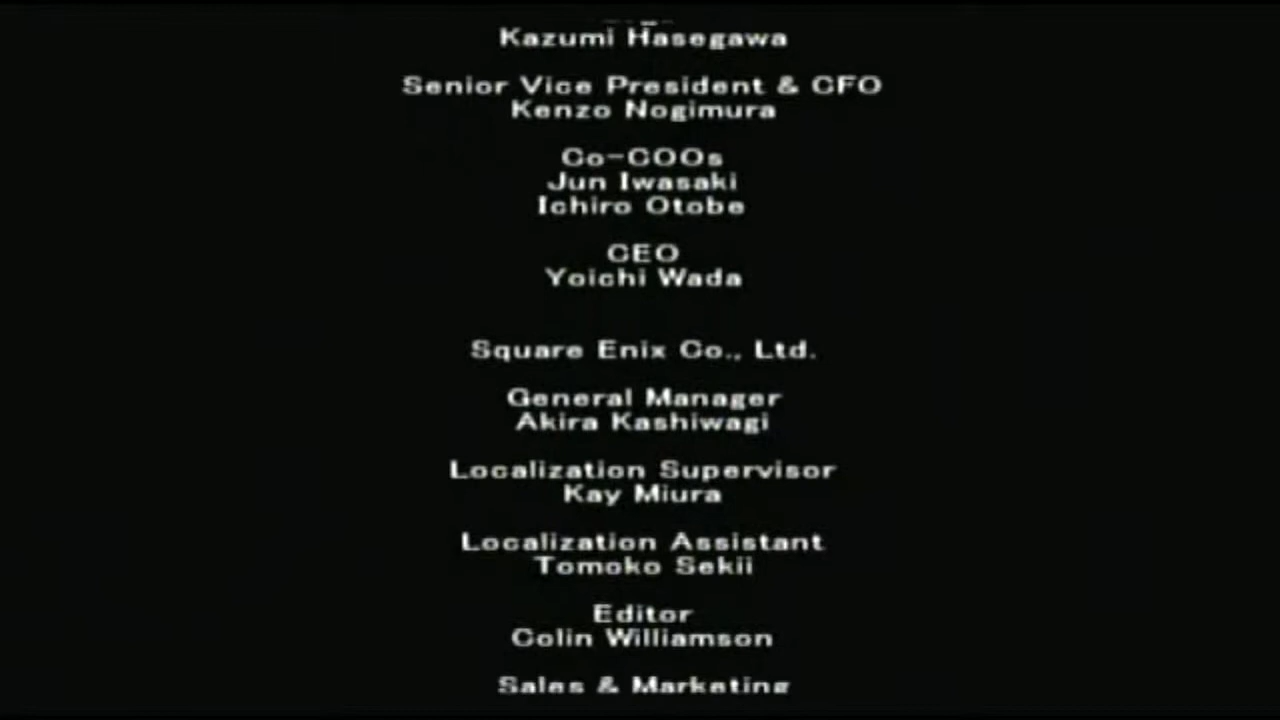 Kazumi Hasegawa
Senior Vice President & CFO
Kenzo Nogimura
Co-COOs
Jun Iwasaki
Ichiro Otobe
CEO
Yoichi Wada
Square Enix Co., Ltd.
General Manager
Akira Kashiwagi
Localization Supervisor
Kay Miura
Localization Assistant
Tomoko Sekii
Editor
Colin Williamson
Sales & Marketing